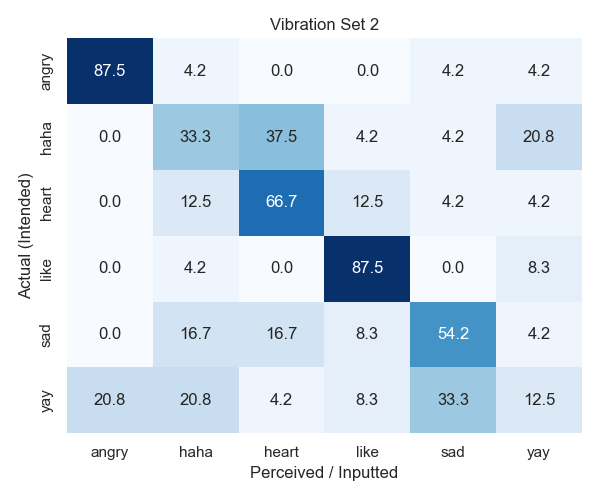 Vibration Set 2
angry 87.5 4.2 0.0 0.0 4.2 4.2
haha 0.0 33.3 37.5 4.2 4.2 20.8
heart 0.0 12.5 66.7 12.5 4.2 4.2
like 0.0 4.2 0.0 87.5 0.0 8.3
sad 0.0 16.7 16.7 8.3 54.2 4.2
yay 20.8 20.8 4.2 8.3 33.3 12.5
Actual (Intended)
angry haha heart like sad yay
Perceived / Inputted